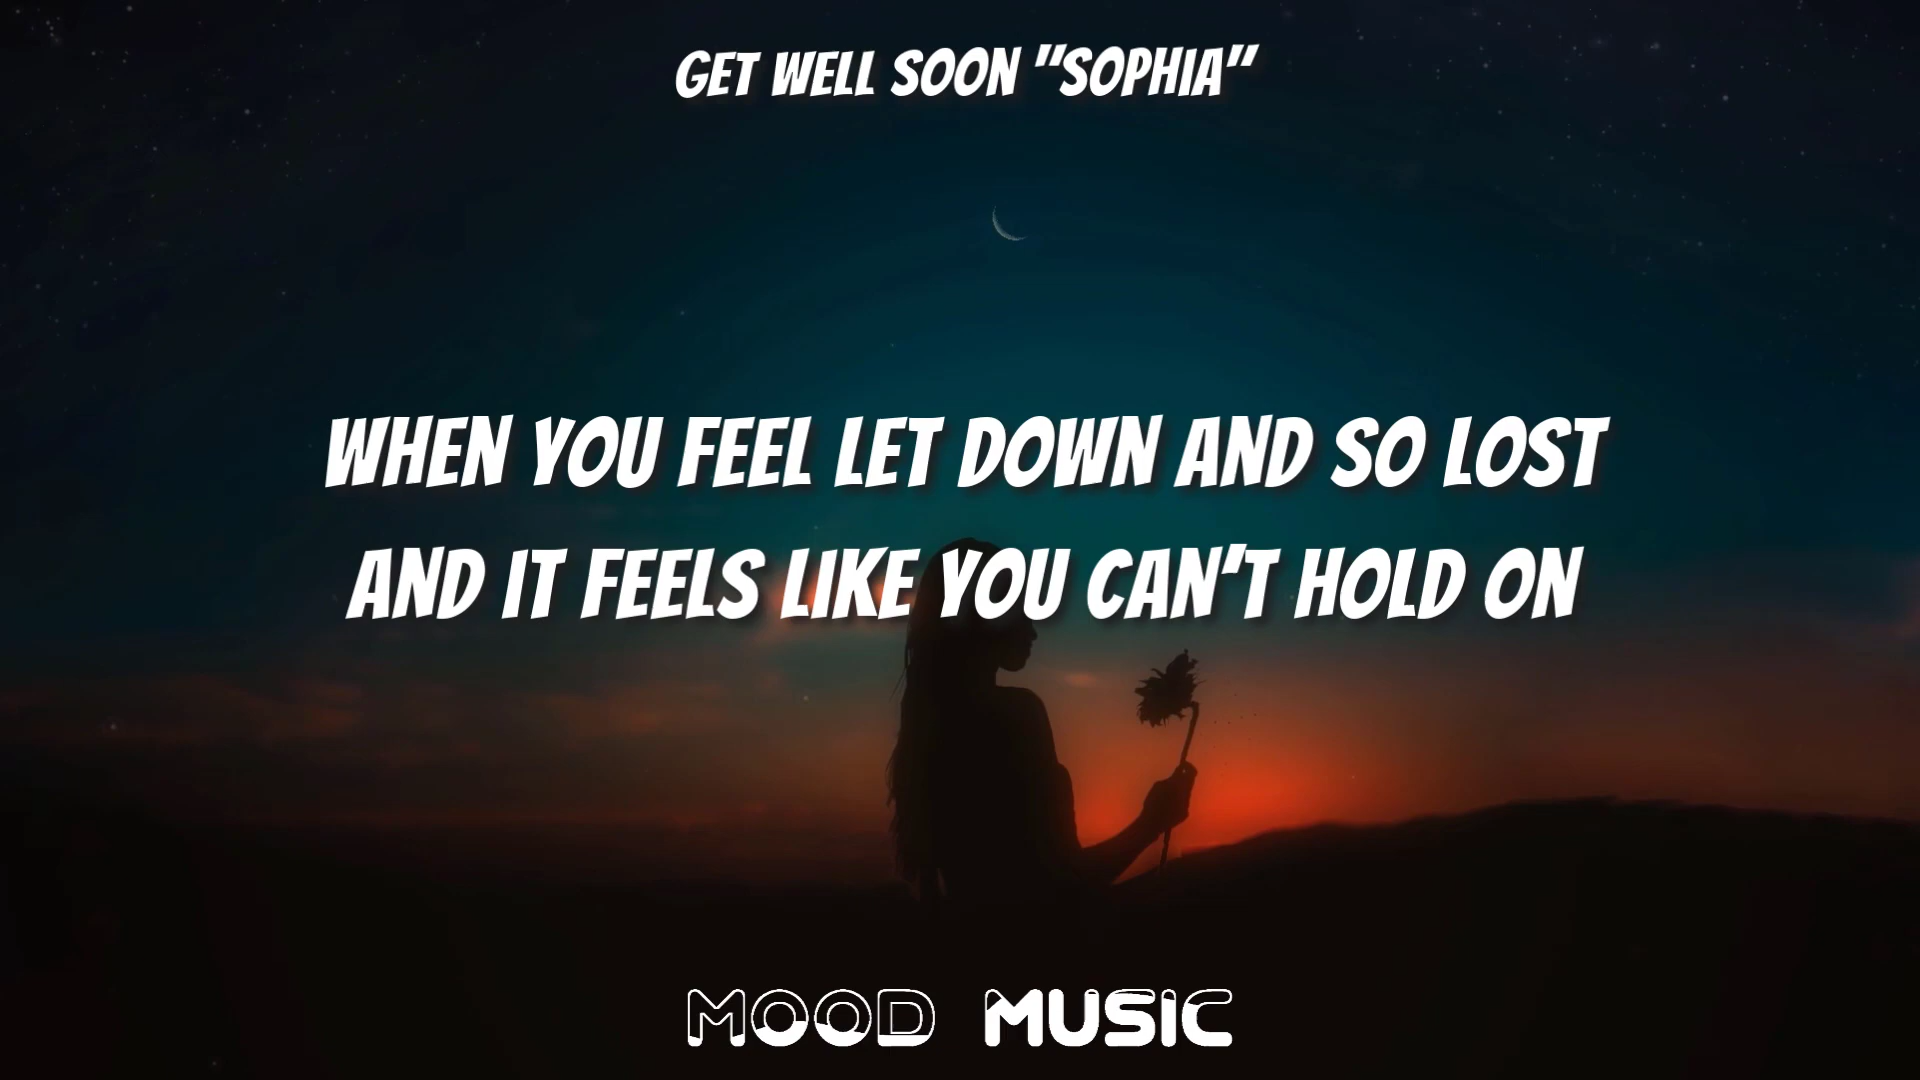 GET WELL SOON "SOPHIA"
WHEN YOU FEEL LET DOWN AND SO LOST
AND IT FEELS LIKE YOU CAN'T HOLD ON
MOOD MUSIC